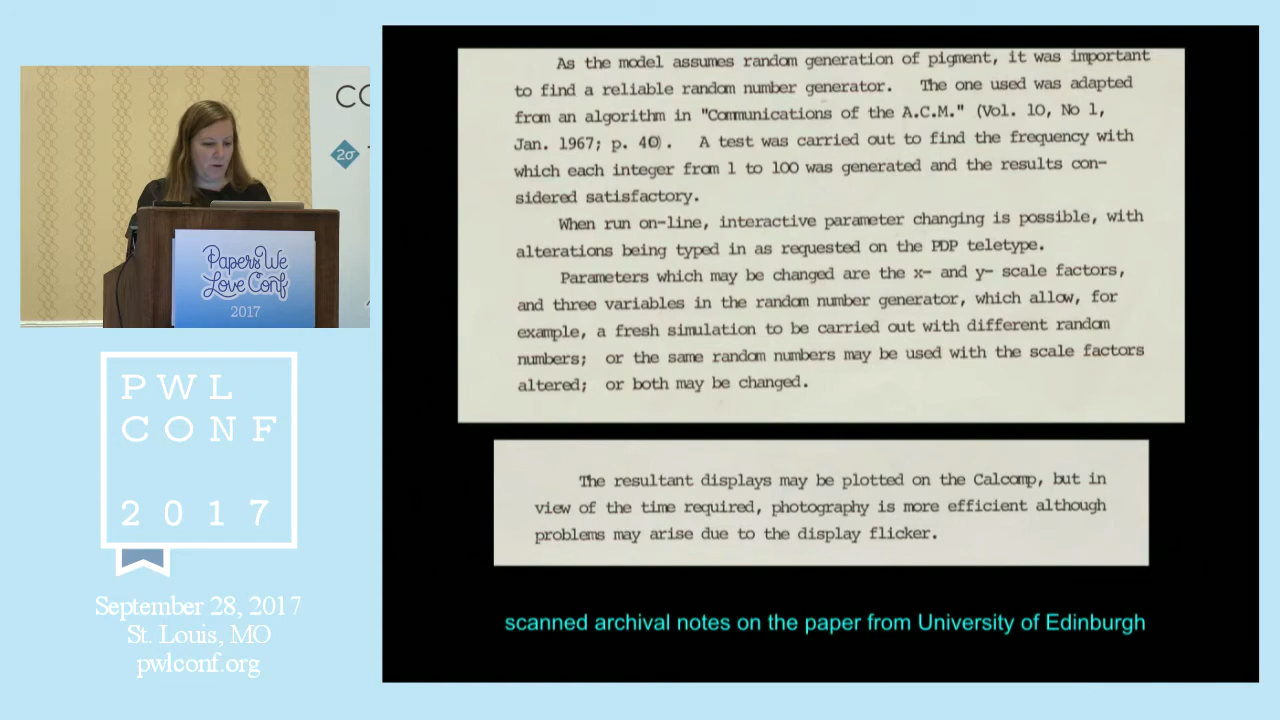 CO
2σ
Papers We
Love Conf
2017
PWL
CONF
2017
September 28, 2017
St. Louis, MO
pwlconf.org
As the model assumes random generation of pigment, it was important
to find a reliable random number generator. The one used was adapted
from an algorithm in "Communications of the A.C.M." (Vol. 10, No 1,
Jan. 1967; p. 40). A test was carried out to find the frequency with
which each integer from 1 to 100 was generated and the results con-
sidered satisfactory.
When run on-line, interactive parameter changing is possible, with
alterations being typed in as requested on the PDP teletype.
Parameters which may be changed are the x- and y- scale factors,
and three variables in the random number generator, which allow, for
example, a fresh simulation to be carried out with different random
numbers; or the same random numbers may be used with the scale factors
altered; or both may be changed.
The resultant displays may be plotted on the Calcomp, but in
view of the time required, photography is more efficient although
problems may arise due to the display flicker.
scanned archival notes on the paper from University of Edinburgh